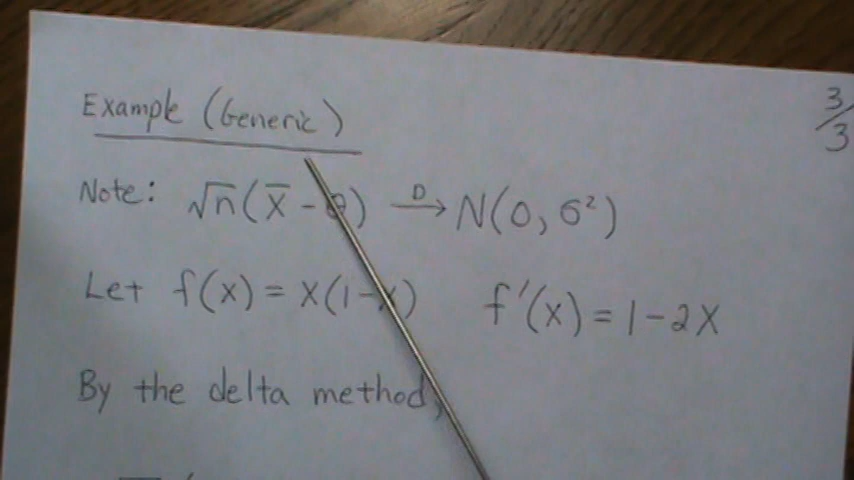 Example (Generic)
3/3
Note: √n(X̅ - θ) →ᴰ N(0, σ²)
Let f(x) = x(1-x) f'(x) = 1-2x
By the delta method,